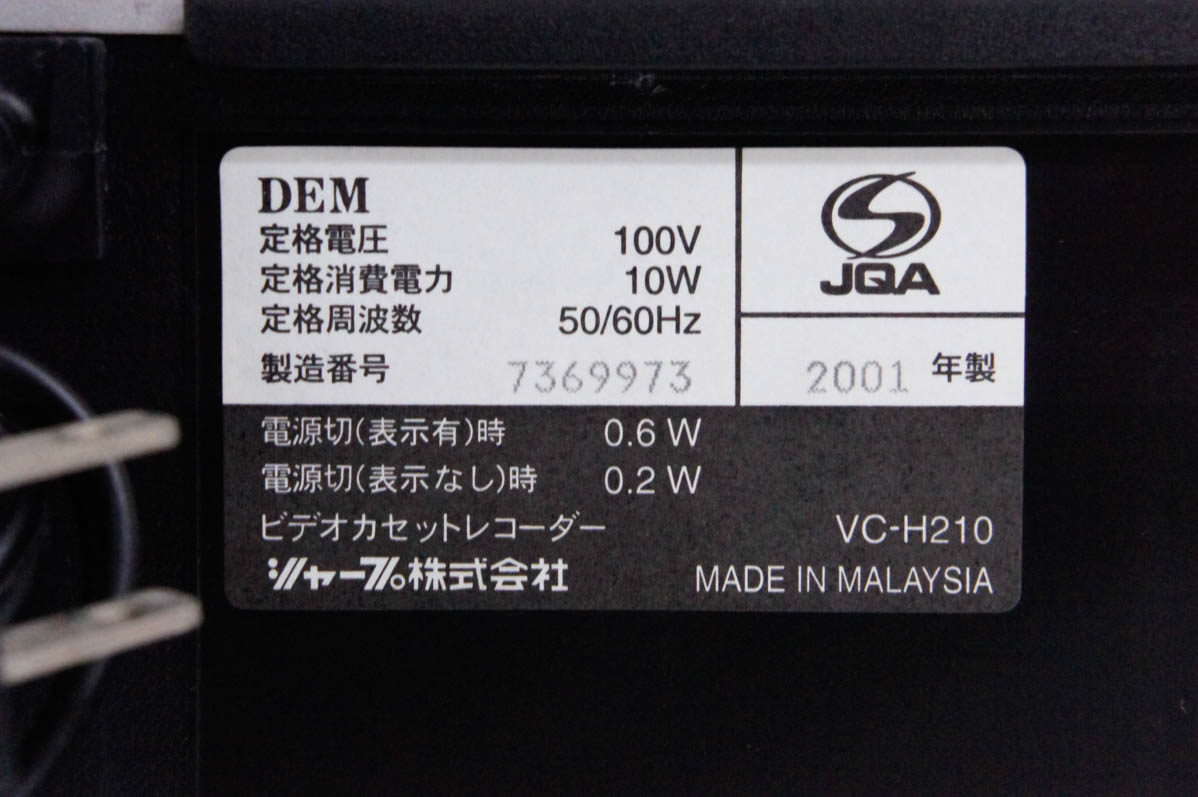 DEM
定格電圧 100V
定格消費電力 10W
定格周波数 50/60Hz
製造番号 7369973
JQA
2001 年製
電源切(表示有)時 0.6 W
電源切(表示なし)時 0.2 W
ビデオカセットレコーダー VC-H210
シャープ株式会社 MADE IN MALAYSIA